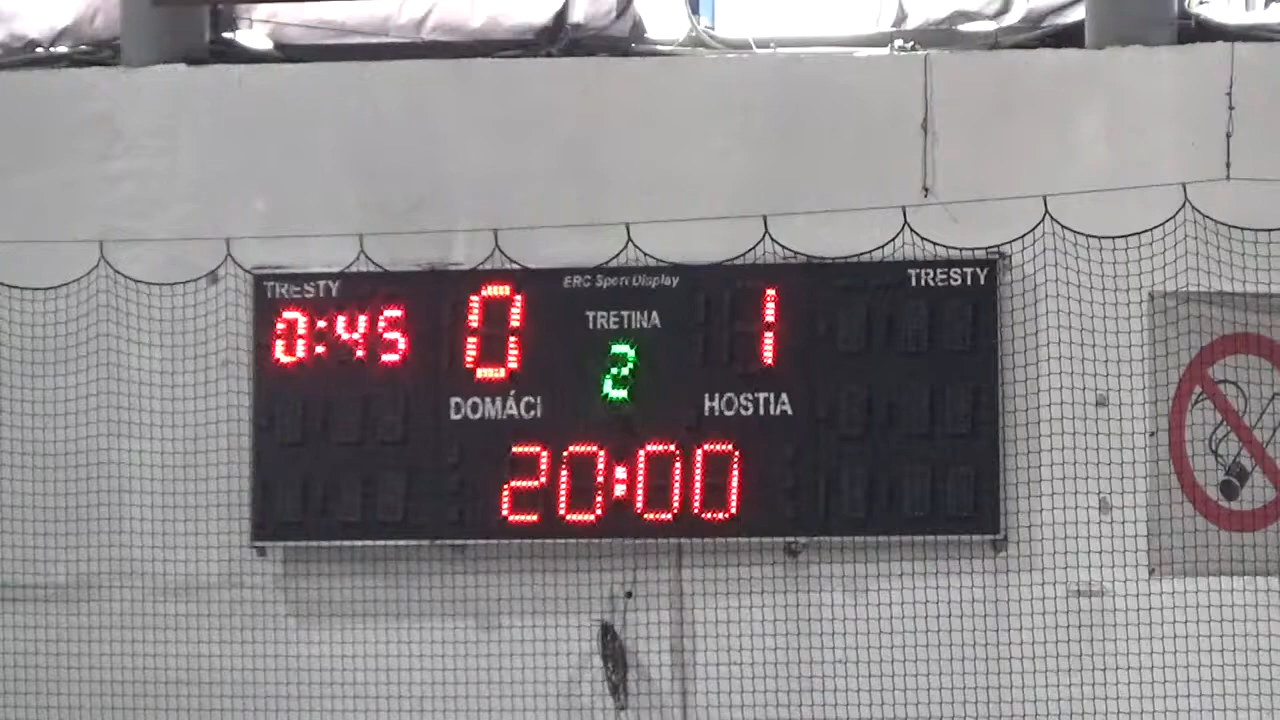 ERC Sport Display
TRESTY TRESTY
0:45 0 TRETINA 1
2
DOMÁCI HOSTIA
20:00